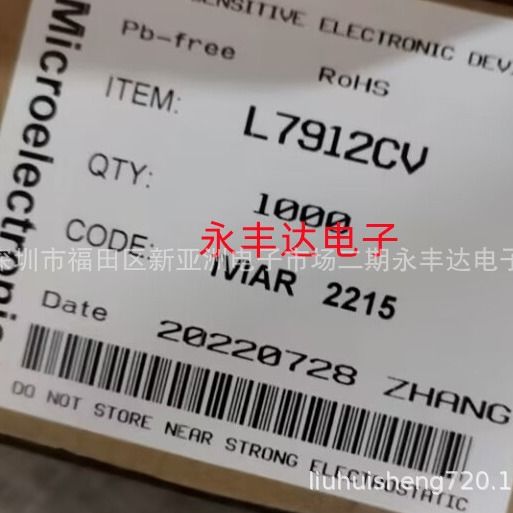 SENSITIVE ELECTRONIC DEV
Pb-free
RoHS
Microelectronic
ITEM:
L7912CV
QTY:
1000
永丰达电子
深圳市福田区新亚洲电子市场二期永丰达电子
CODE:
IViAR 2215
Date
20220728 ZHANG
DO NOT STORE NEAR STRONG ELECTROSTATIC
liuhuisheng720.1